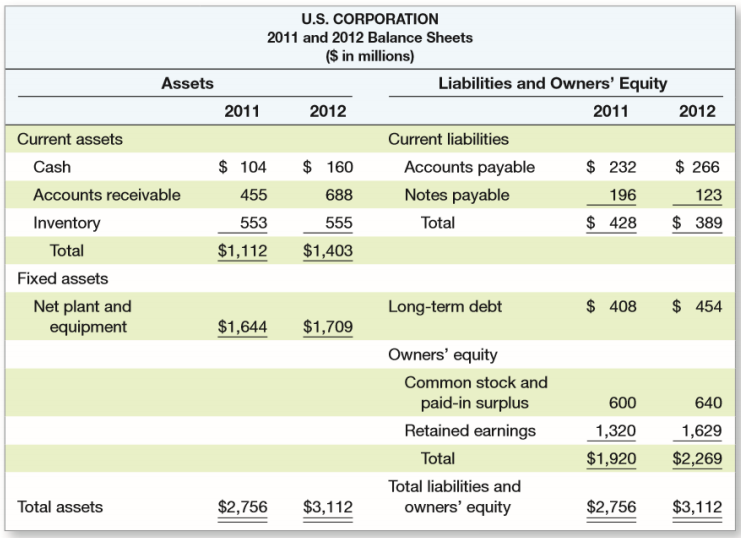 U.S. CORPORATION
2011 and 2012 Balance Sheets
($ in millions)
Assets Liabilities and Owners' Equity
2011 2012 2011 2012
Current assets Current liabilities
Cash $ 104 $ 160 Accounts payable $ 232 $ 266
Accounts receivable 455 688 Notes payable 196 123
Inventory 553 555 Total $ 428 $ 389
Total $1,112 $1,403
Fixed assets
Net plant and Long-term debt $ 408 $ 454
equipment $1,644 $1,709
Owners' equity
Common stock and
paid-in surplus 600 640
Retained earnings 1,320 1,629
Total $1,920 $2,269
Total liabilities and
Total assets $2,756 $3,112 owners' equity $2,756 $3,112